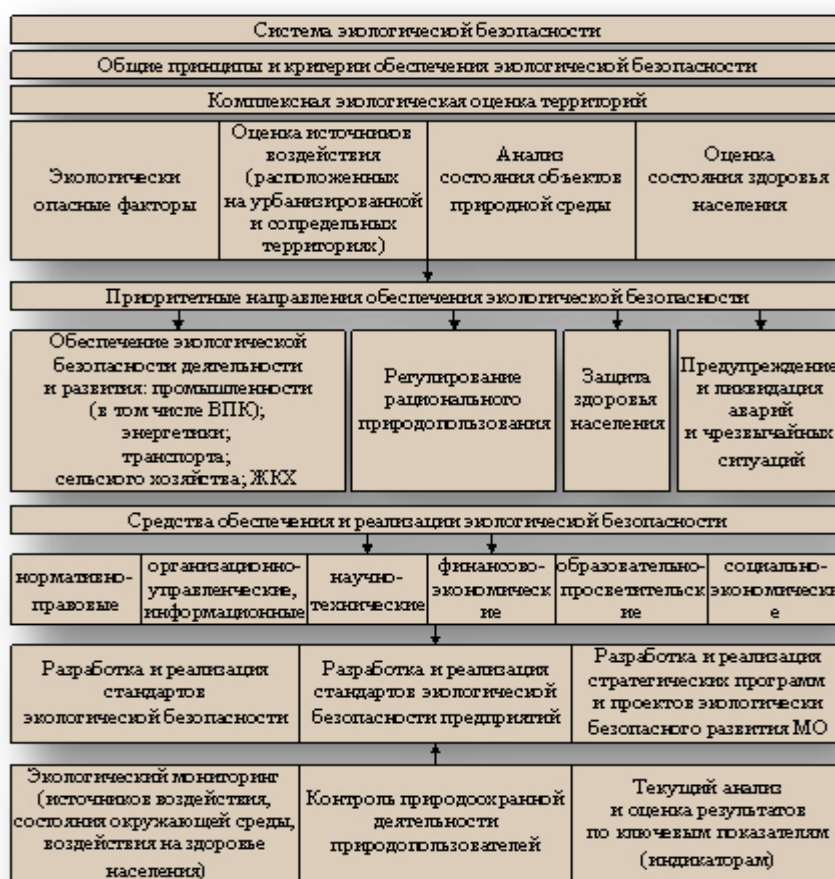 Система экологической безопасности
Общие принципы и критерии обеспечения экологической безопасности
Комплексная экологическая оценка территорий
Экологически
опасные факторы
Оценка источников
воздействия
(расположенных
на урбанизированной
и сопредельных
территориях)
Анализ
состояния объектов
природной среды
Оценка
состояния здоровья
населения
Приоритетные направления обеспечения экологической безопасности
Обеспечение экологической
безопасности деятельности
и развития: промышленности
(в том числе ВПК);
энергетики;
транспорта;
сельского хозяйства; ЖКХ
Регулирование
рационального
природопользования
Защита
здоровья
населения
Предупреждение
и ликвидация
аварий
и чрезвычайных
ситуаций
Средства обеспечения и реализации экологической безопасности
нормативно-
правовые
организационно-
управленческие,
информационные
научно-
технические
финансово-
экономическ
ие
образовательно-
просветительск
ие
социально-
экономически
е
Разработка и реализация
стандартов
экологической безопасности
Разработка и реализация
стандартов экологической
безопасности предприятий
Разработка и реализация
стратегических программ
и проектов экологически
безопасного развития МО
Экологический мониторинг
(источников воздействия,
состояния окружающей среды,
воздействия на здоровье
населения)
Контроль природоохранной
деятельности
природопользователей
Текущий анализ
и оценка результатов
по ключевым показателям
(индикаторам)